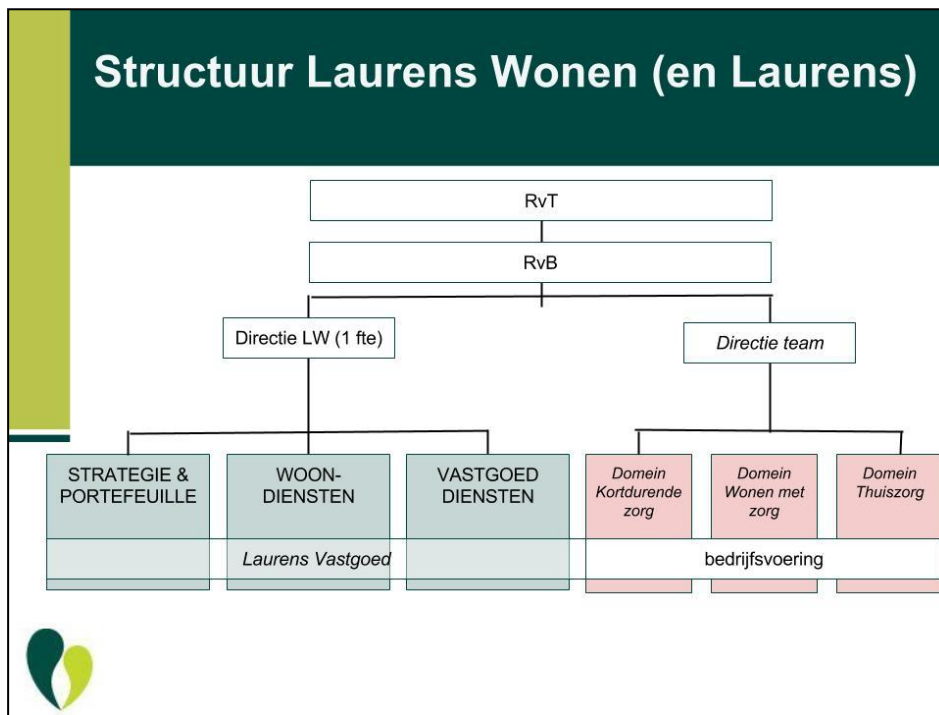 Structuur Laurens Wonen (en Laurens)
RvT
RvB
Directie LW (1 fte)
Directie team
STRATEGIE &
PORTEFEUILLE
WOON-
DIENSTEN
VASTGOED
DIENSTEN
Domein
Kortdurende
zorg
Domein
Wonen met
zorg
Domein
Thuiszorg
Laurens Vastgoed
bedrijfsvoering